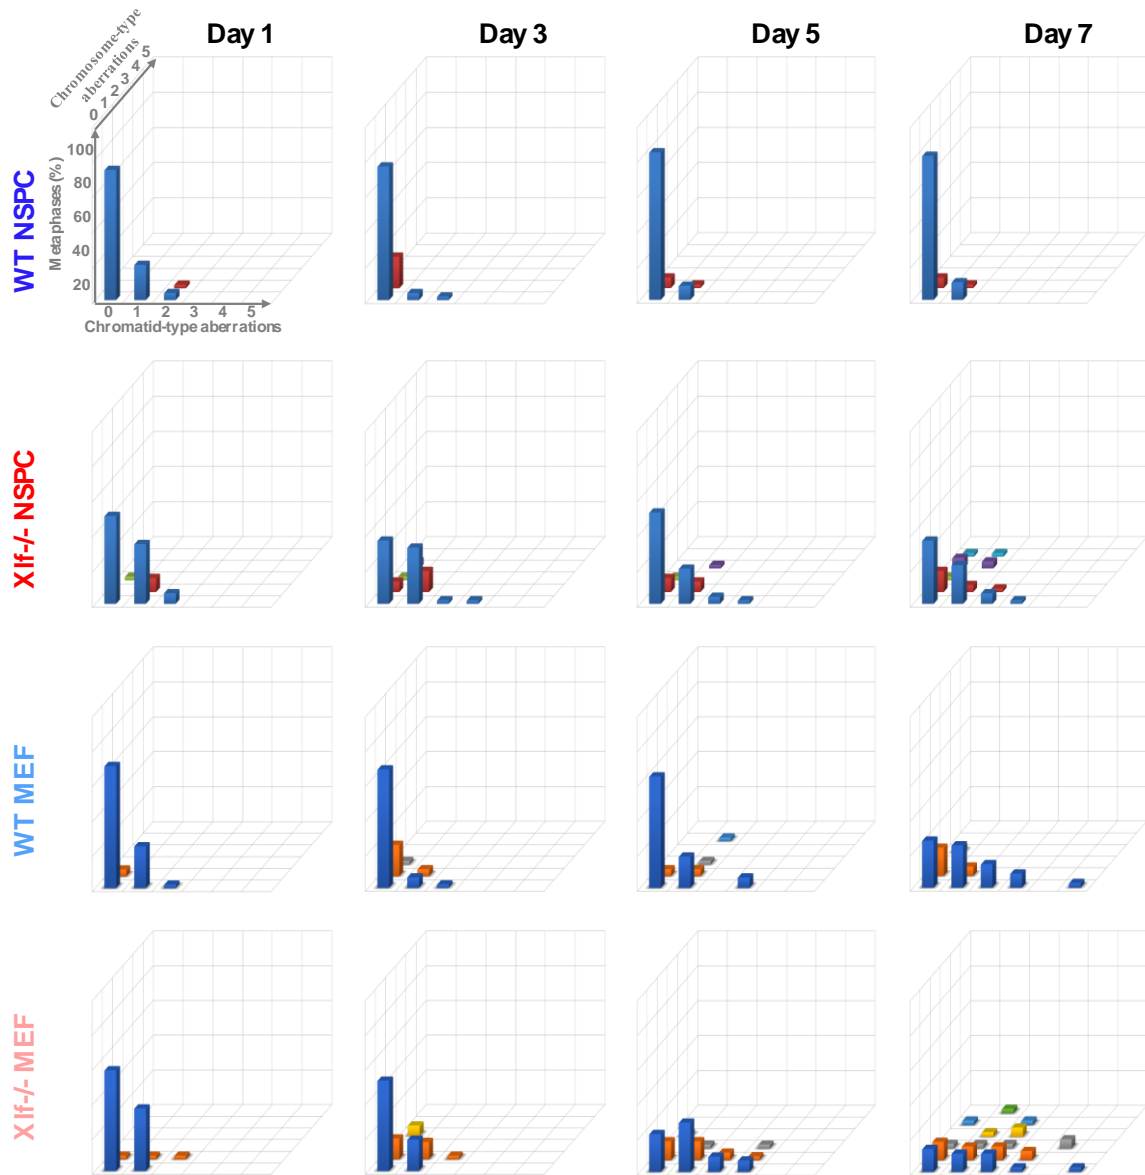 Day 1
Day 3
Day 5
Day 7
Chromosome-type
aberrations
0 1 2 3 4 5
Metaphases (%)
100
80
60
40
20
0 1 2 3 4 5
Chromatid-type aberrations
WT NSPC
Xlf-/- NSPC
WT MEF
Xlf-/- MEF